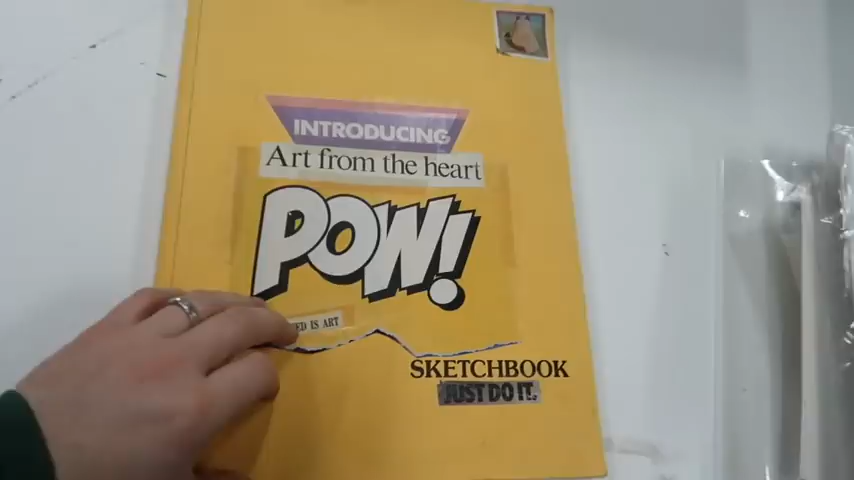 INTRODUCING
Art from the heart
POW!
IS ART
SKETCHBOOK
JUST DO IT.